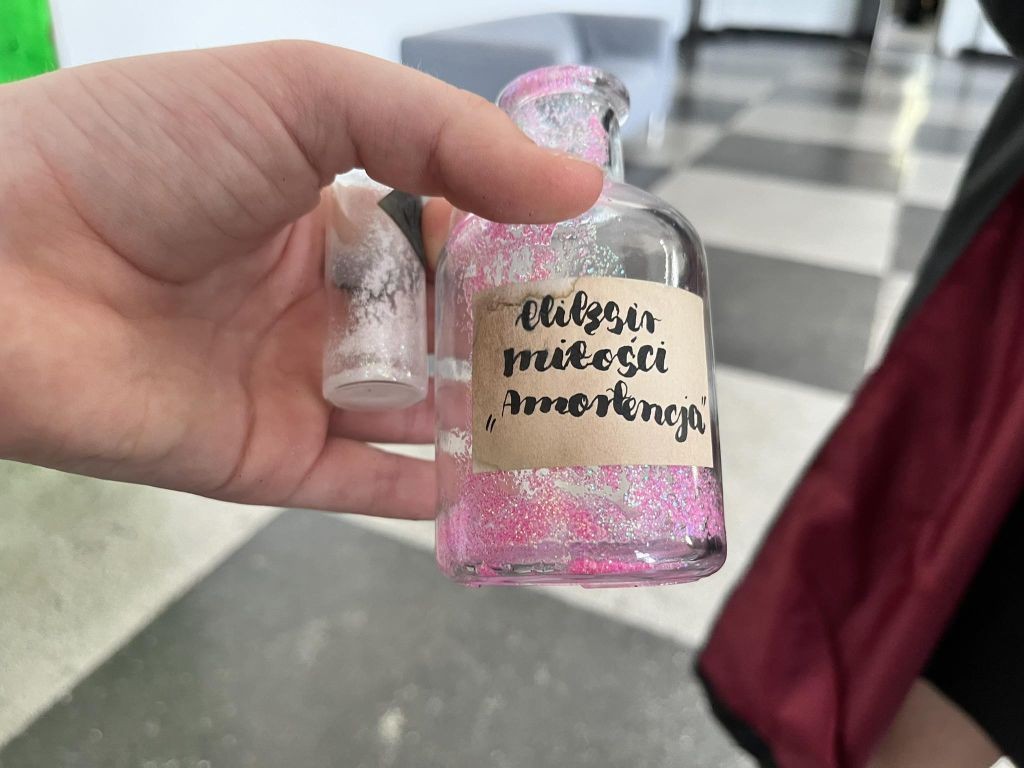 eliksir
miłości
„Amortencja"